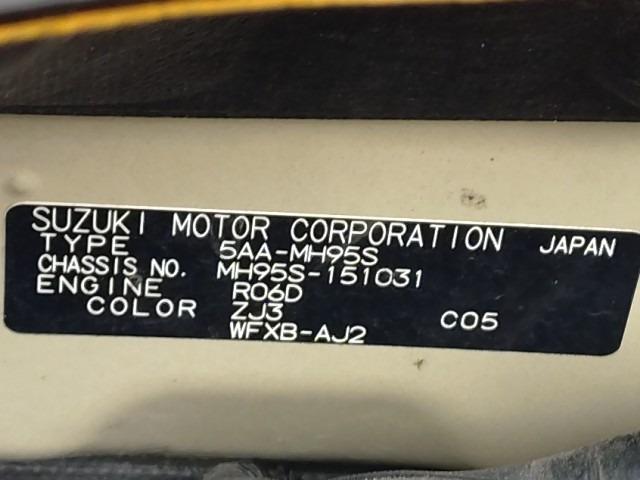 SUZUKI MOTOR CORPORATION JAPAN
TYPE 5AA-MH95S
CHASSIS NO. MH95S-151031
ENGINE R06D
COLOR ZJ3 C05
WFXB-AJ2